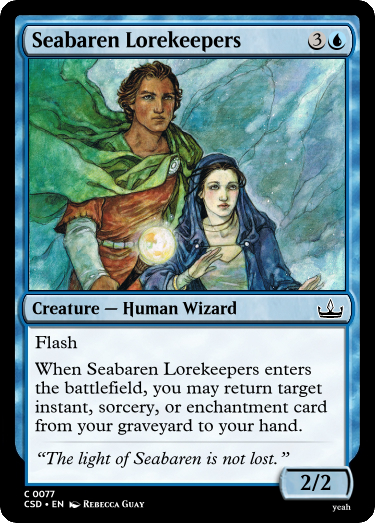 Seabaren Lorekeepers 3
Creature — Human Wizard
Flash
When Seabaren Lorekeepers enters
the battlefield, you may return target
instant, sorcery, or enchantment card
from your graveyard to your hand.
“The light of Seabaren is not lost.”
2/2
C 0077
CSD • EN Rebecca Guay
yeah